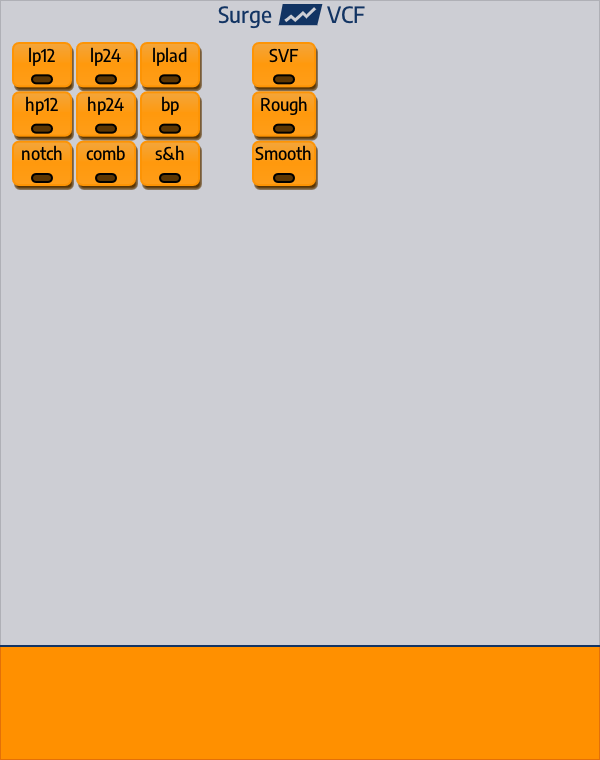 Surge VCF
lp12 lp24 lplad SVF
hp12 hp24 bp Rough
notch comb s&h Smooth